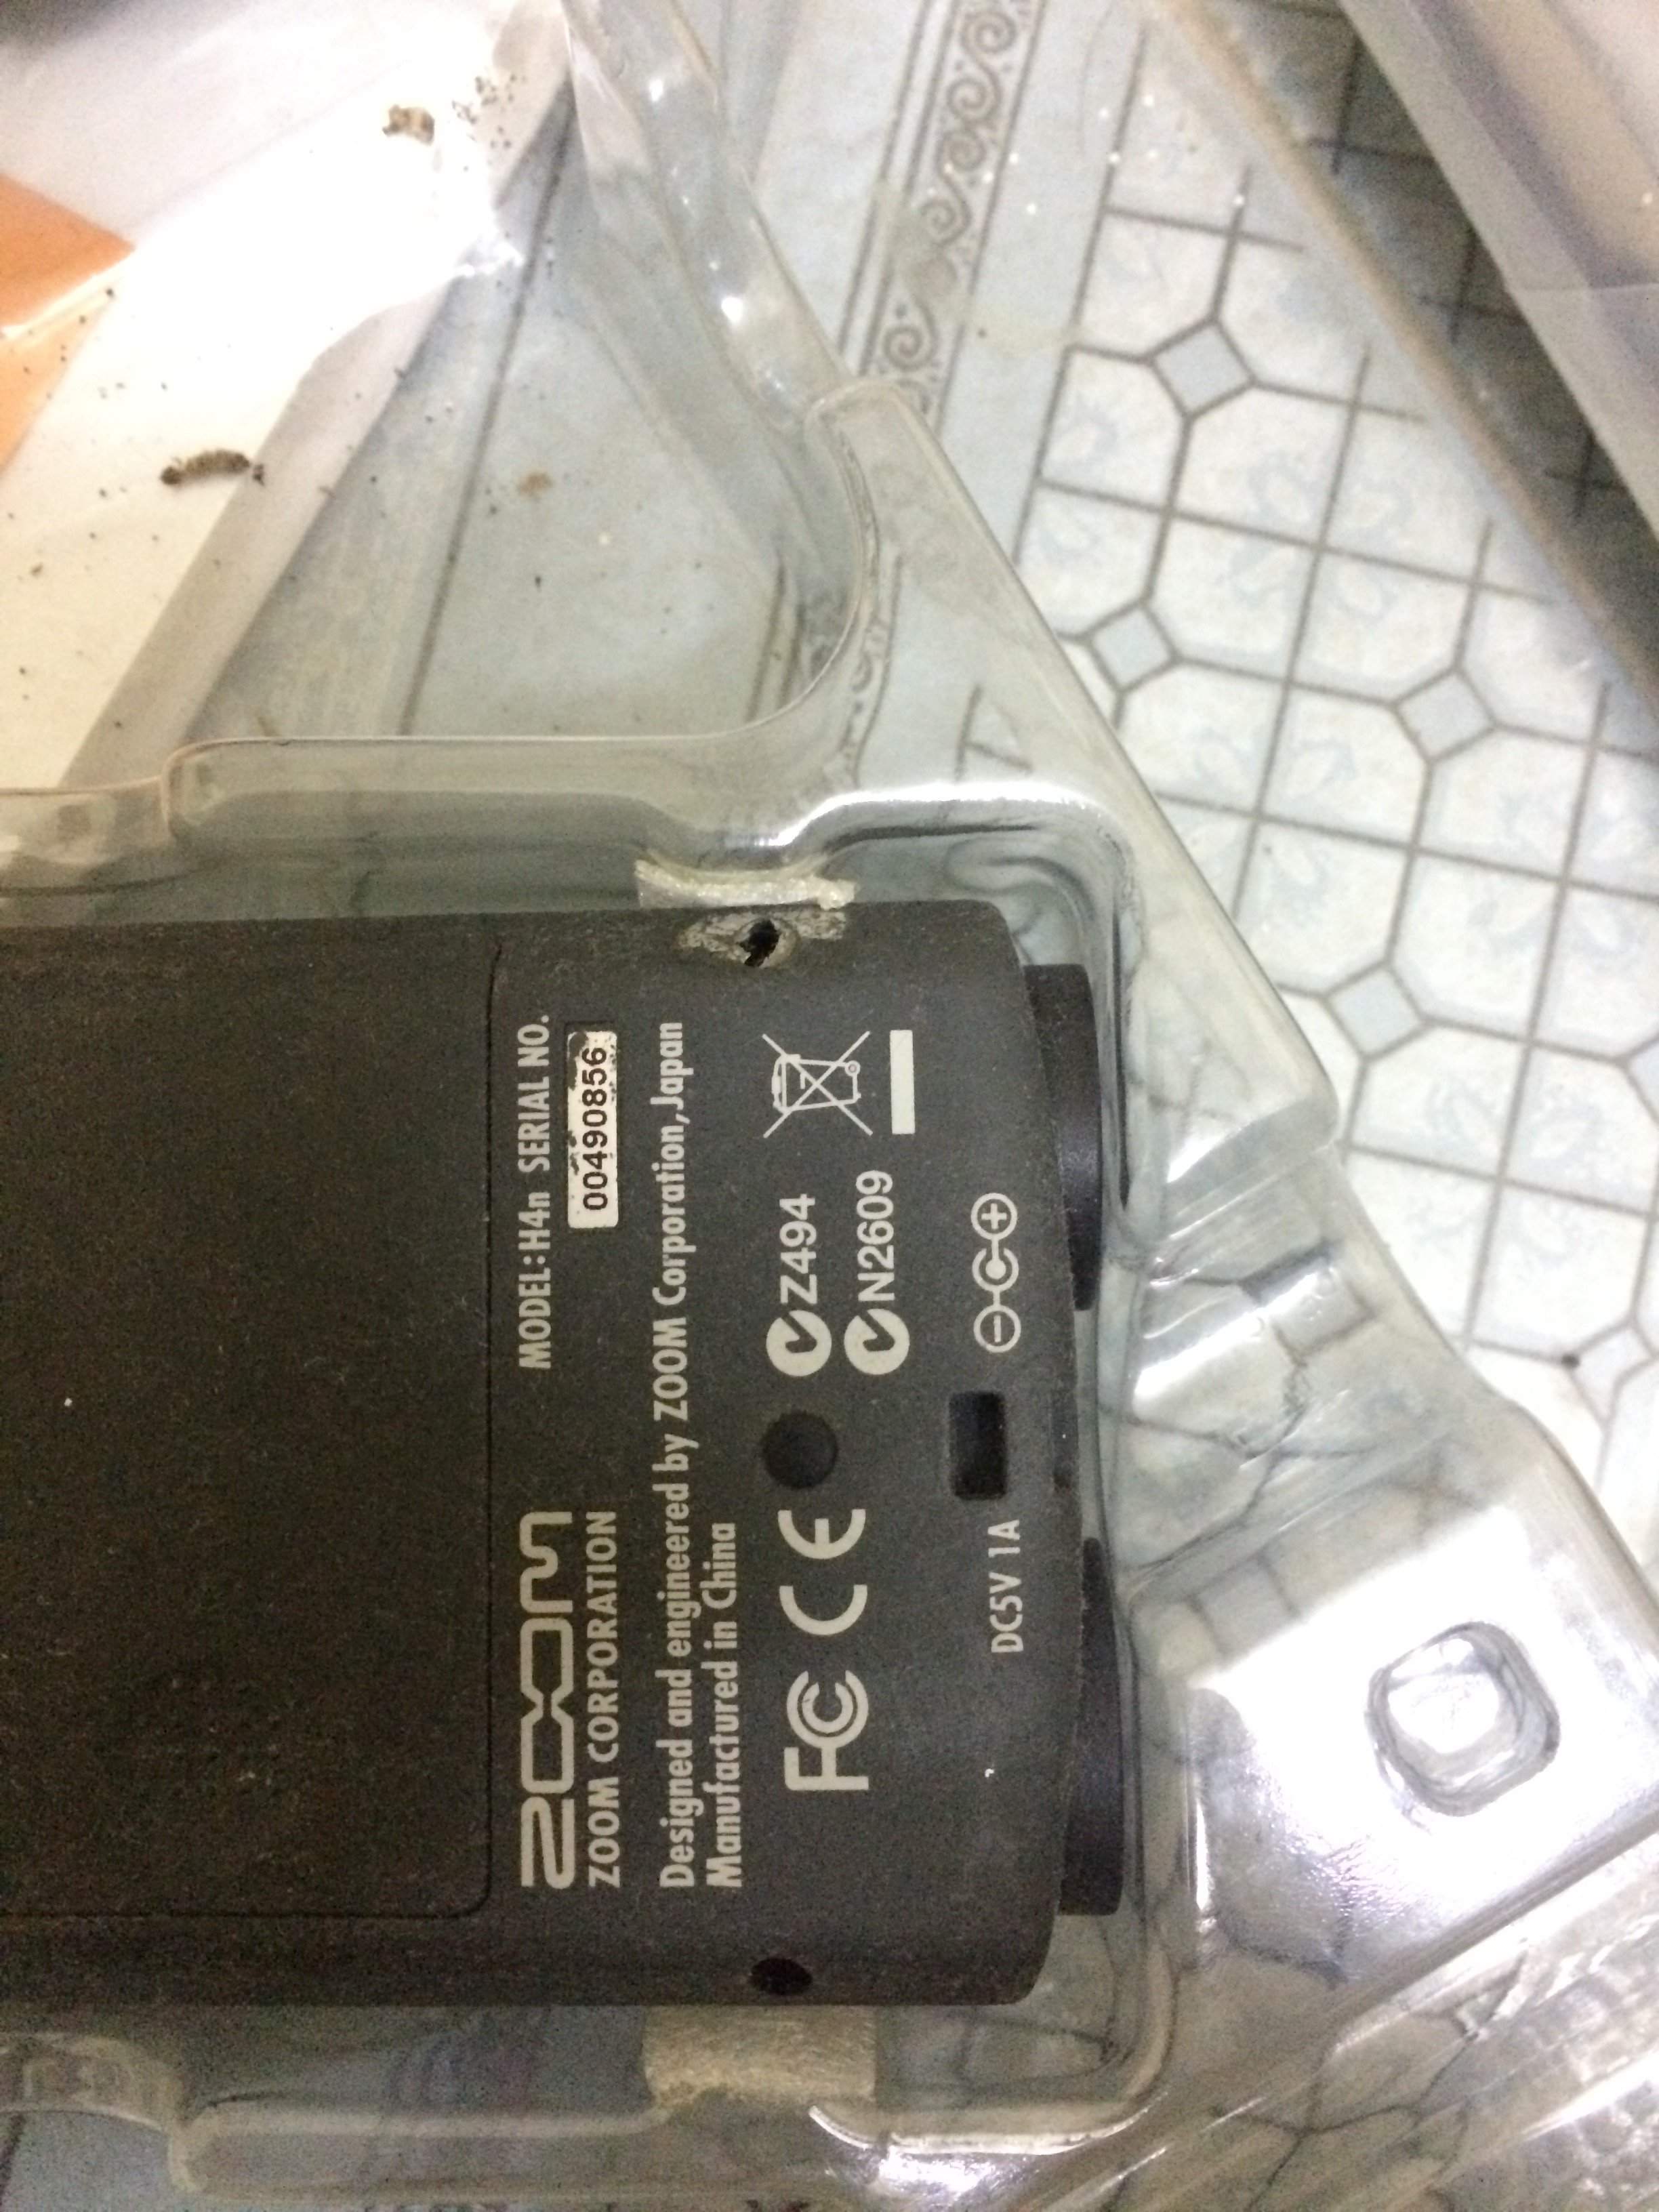 ZOOM
ZOOM CORPORATION
MODEL:H4n SERIAL NO.
00490856
Designed and engineered by ZOOM Corporation,Japan
Manufactured in China
FC CE Z494
N2609
DC5V 1A